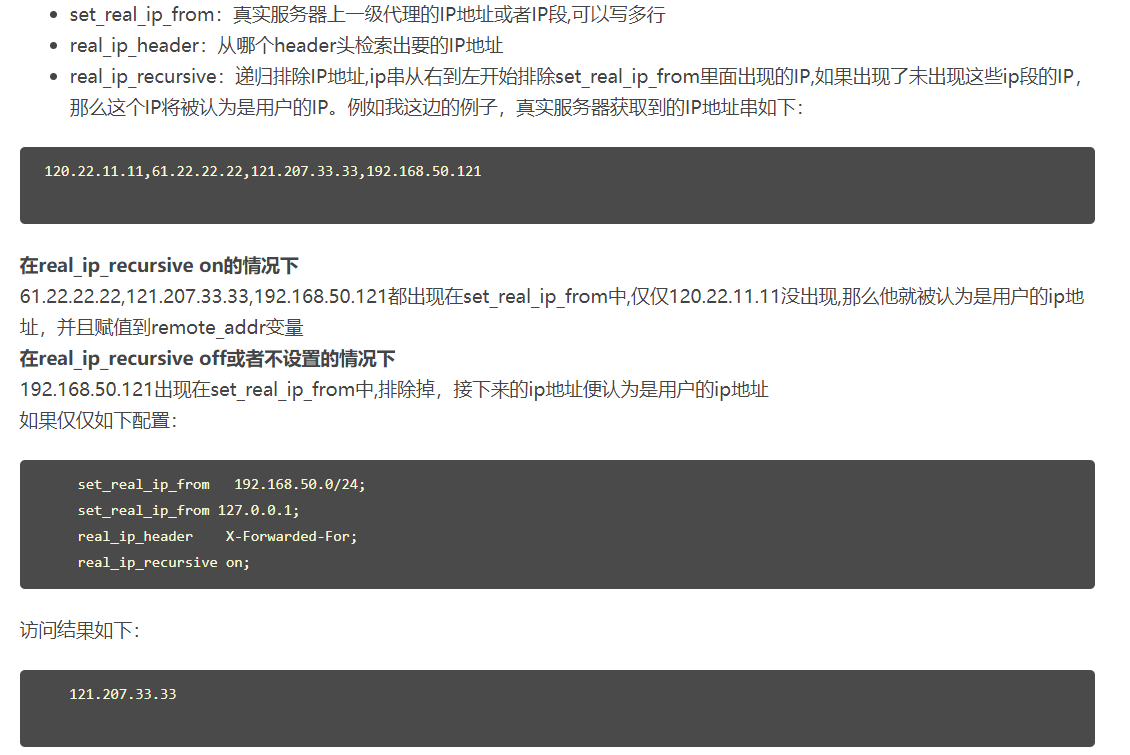 set_real_ip_from：真实服务器上一级代理的IP地址或者IP段,可以写多行
real_ip_header：从哪个header头检索出要的IP地址
real_ip_recursive：递归排除IP地址,ip串从右到左开始排除set_real_ip_from里面出现的IP,如果出现了未出现这些ip段的IP，
那么这个IP将被认为是用户的IP。例如我这边的例子，真实服务器获取到的IP地址串如下：
120.22.11.11,61.22.22.22,121.207.33.33,192.168.50.121
在real_ip_recursive on的情况下
61.22.22.22,121.207.33.33,192.168.50.121都出现在set_real_ip_from中,仅仅120.22.11.11没出现,那么他就被认为是用户的ip地
址，并且赋值到remote_addr变量
在real_ip_recursive off或者不设置的情况下
192.168.50.121出现在set_real_ip_from中,排除掉，接下来的ip地址便认为是用户的ip地址
如果仅仅如下配置：
set_real_ip_from   192.168.50.0/24;
set_real_ip_from 127.0.0.1;
real_ip_header    X-Forwarded-For;
real_ip_recursive on;
访问结果如下：
121.207.33.33